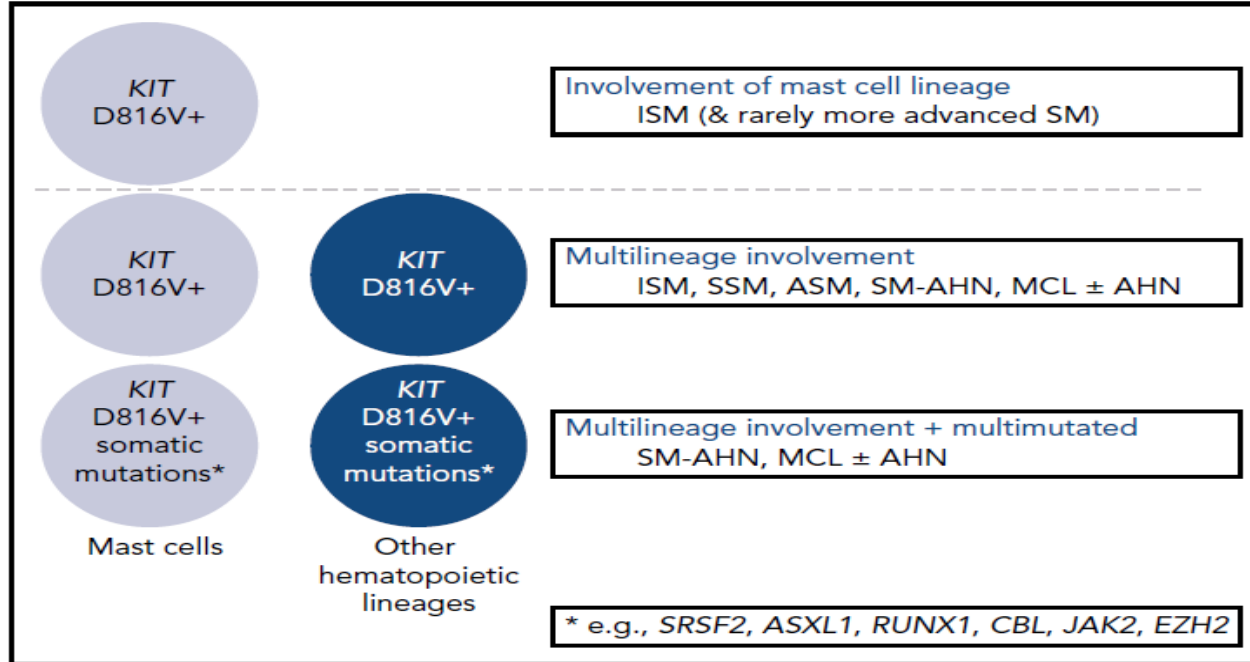 KIT
D816V+
Involvement of mast cell lineage
ISM (& rarely more advanced SM)
KIT
D816V+
KIT
D816V+
Multilineage involvement
ISM, SSM, ASM, SM-AHN, MCL ± AHN
KIT
D816V+
somatic
mutations*
KIT
D816V+
somatic
mutations*
Multilineage involvement + multimutated
SM-AHN, MCL ± AHN
Mast cells
Other
hematopoietic
lineages
* e.g., SRSF2, ASXL1, RUNX1, CBL, JAK2, EZH2